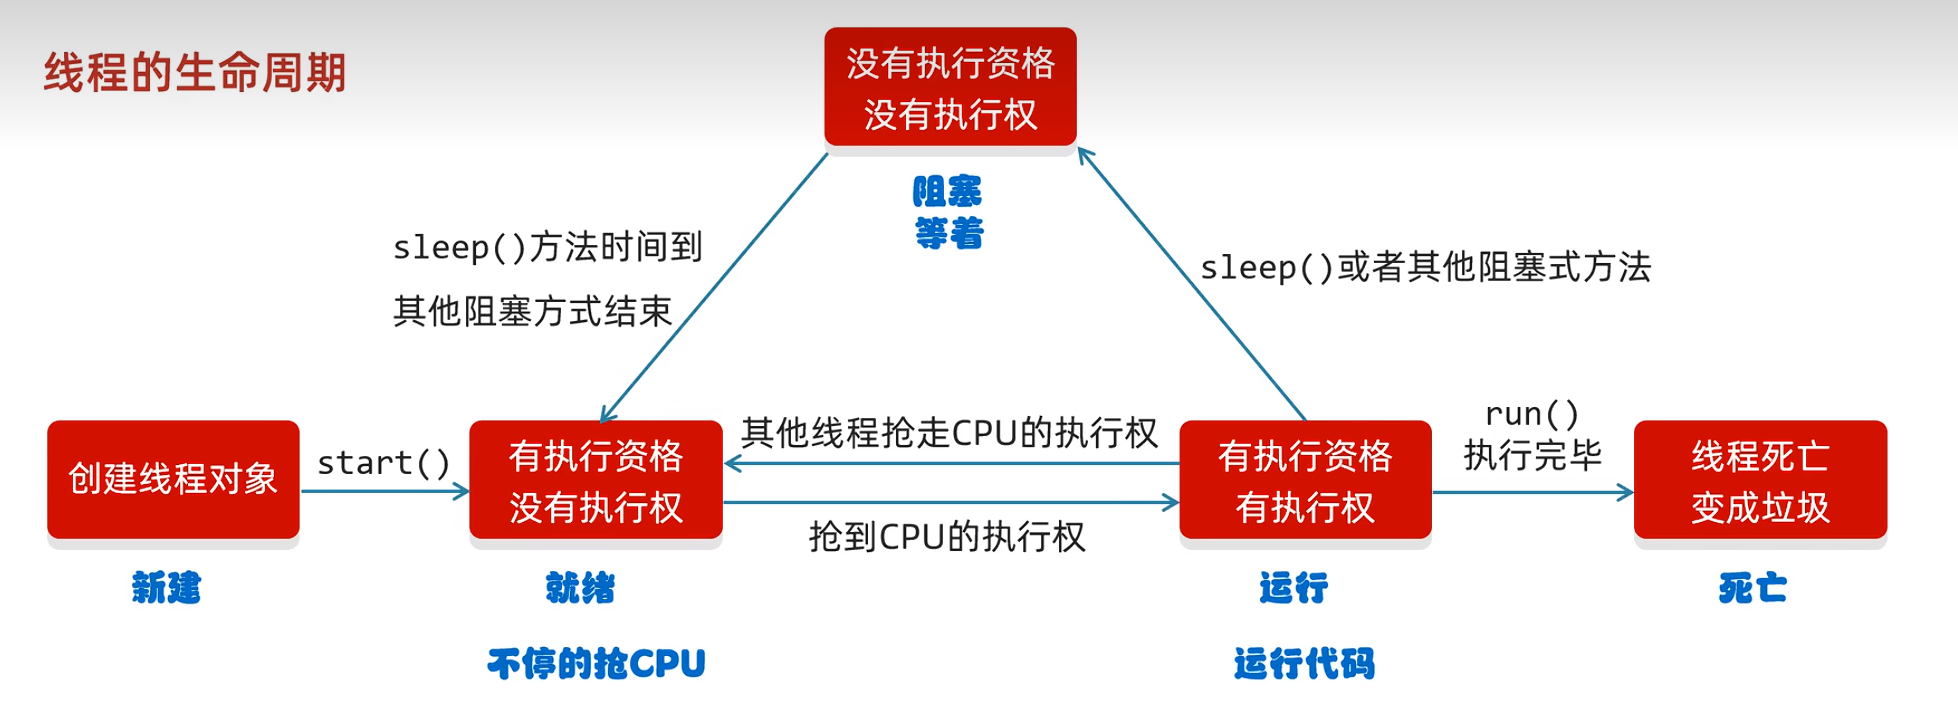 线程的生命周期
没有执行资格
没有执行权
阻塞
等着
sleep()方法时间到
其他阻塞方式结束
sleep()或者其他阻塞式方法
创建线程对象
start()
有执行资格
没有执行权
其他线程抢走CPU的执行权
抢到CPU的执行权
有执行资格
有执行权
run()
执行完毕
线程死亡
变成垃圾
新建
就绪
运行
死亡
不停的抢CPU
运行代码